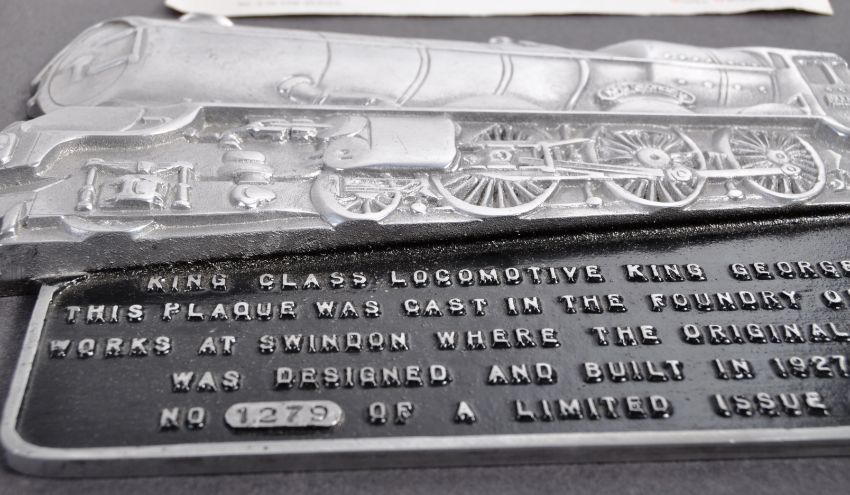 KING CLASS LOCOMOTIVE KING GEORGE
THIS PLAQUE WAS CAST IN THE FOUNDRY
WORKS AT SWINDON WHERE THE ORIGINAL
WAS DESIGNED AND BUILT IN 1927
NO 1279 OF A LIMITED ISSUE